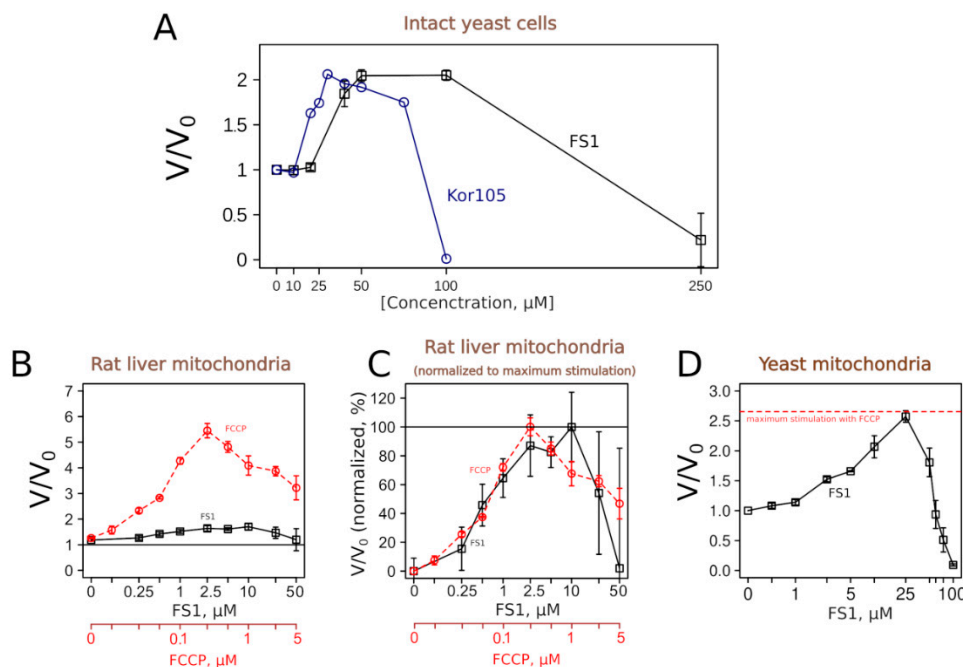 A
Intact yeast cells
V/V0
2
1.5
1
0.5
0
FS1
Kor105
0 10 25 50 100 250
[Concenctration, µM]
B
Rat liver mitochondria
V/V0
7
6
5
4
3
2
1
0
FCCP
FS1
0 0.25 1 2.5 10 50
FS1, µM
0 0.1 1 5
FCCP, µM
C
Rat liver mitochondria
(normalized to maximum stimulation)
V/V0 (normalized, %)
120
100
80
60
40
20
0
FCCP
FS1
0 0.25 1 2.5 10 50
FS1, µM
0 0.1 1 5
FCCP, µM
D
Yeast mitochondria
V/V0
3.0
2.5
2.0
1.5
1.0
0.5
0.0
maximum stimulation with FCCP
FS1
0 1 5 25 100
FS1, µM